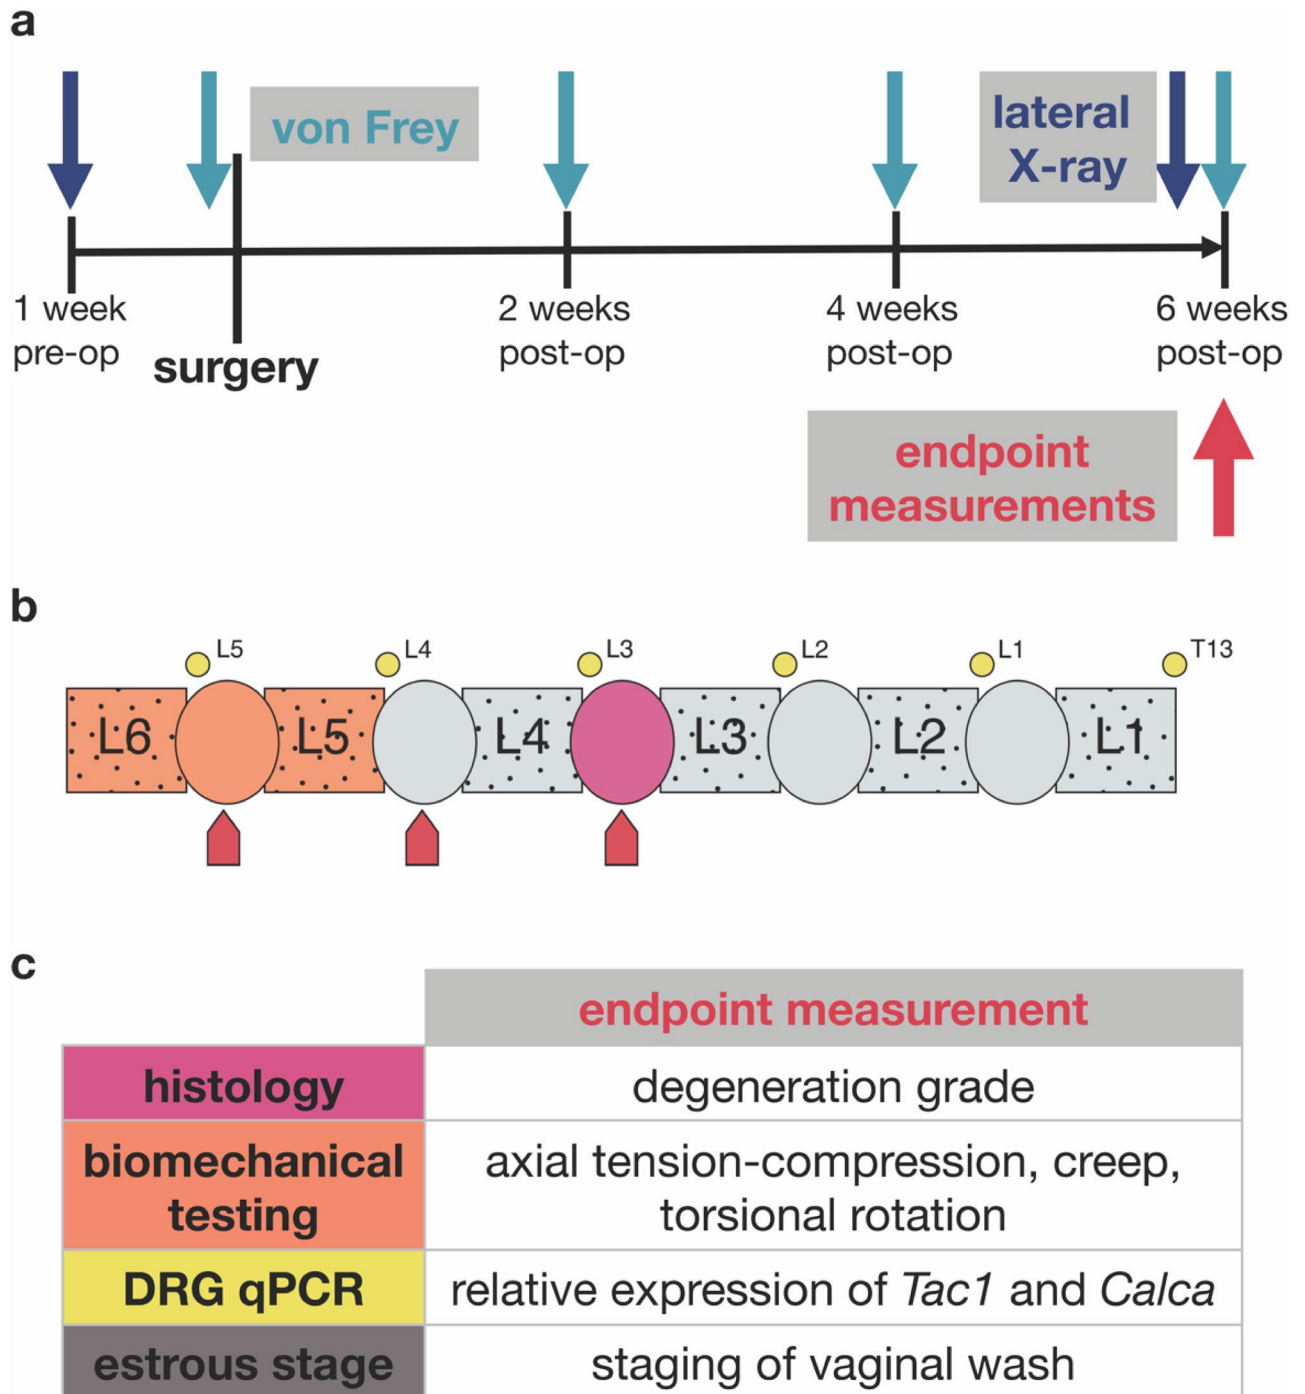 a
von Frey
lateral
X-ray
1 week
pre-op
surgery
2 weeks
post-op
4 weeks
post-op
6 weeks
post-op
endpoint
measurements
b
L5
L4
L3
L2
L1
T13
L6
L5
L4
L3
L2
L1
c
endpoint measurement
histology
degeneration grade
biomechanical
testing
axial tension-compression, creep,
torsional rotation
DRG qPCR
relative expression of Tac1 and Calca
estrous stage
staging of vaginal wash